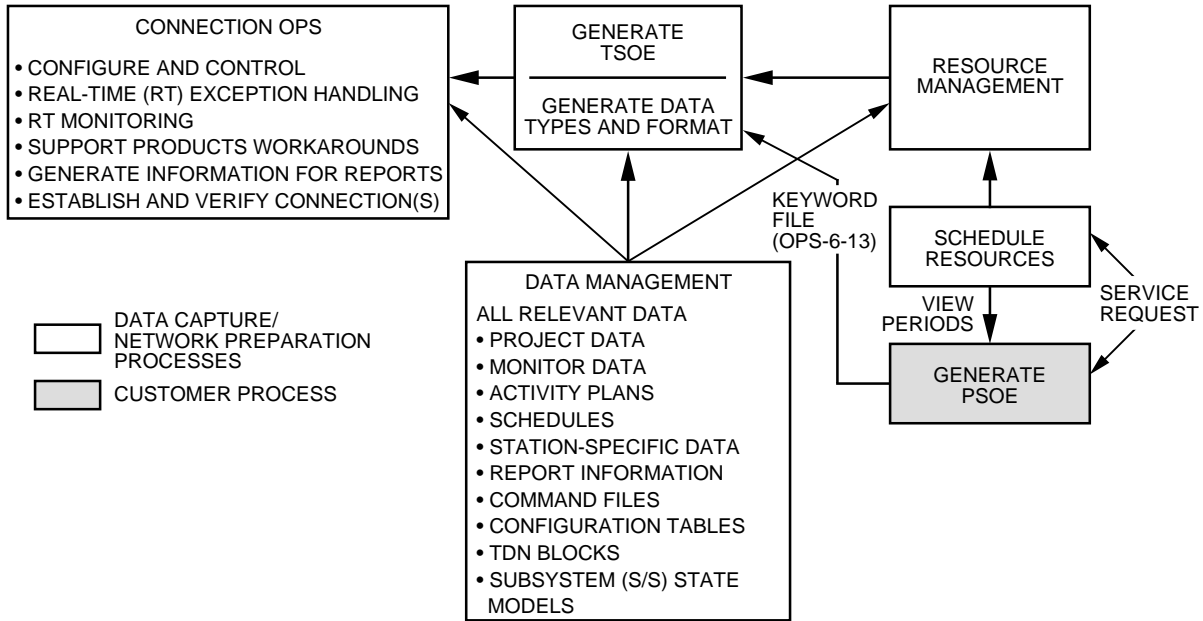 CONNECTION OPS
• CONFIGURE AND CONTROL
• REAL-TIME (RT) EXCEPTION HANDLING
• RT MONITORING
• SUPPORT PRODUCTS WORKAROUNDS
• GENERATE INFORMATION FOR REPORTS
• ESTABLISH AND VERIFY CONNECTION(S)
GENERATE
TSOE
GENERATE DATA
TYPES AND FORMAT
RESOURCE
MANAGEMENT
KEYWORD
FILE
(OPS-6-13)
SCHEDULE
RESOURCES
VIEW
PERIODS
SERVICE
REQUEST
GENERATE
PSOE
DATA MANAGEMENT
ALL RELEVANT DATA
• PROJECT DATA
• MONITOR DATA
• ACTIVITY PLANS
• SCHEDULES
• STATION-SPECIFIC DATA
• REPORT INFORMATION
• COMMAND FILES
• CONFIGURATION TABLES
• TDN BLOCKS
• SUBSYSTEM (S/S) STATE
MODELS
DATA CAPTURE/
NETWORK PREPARATION
PROCESSES
CUSTOMER PROCESS